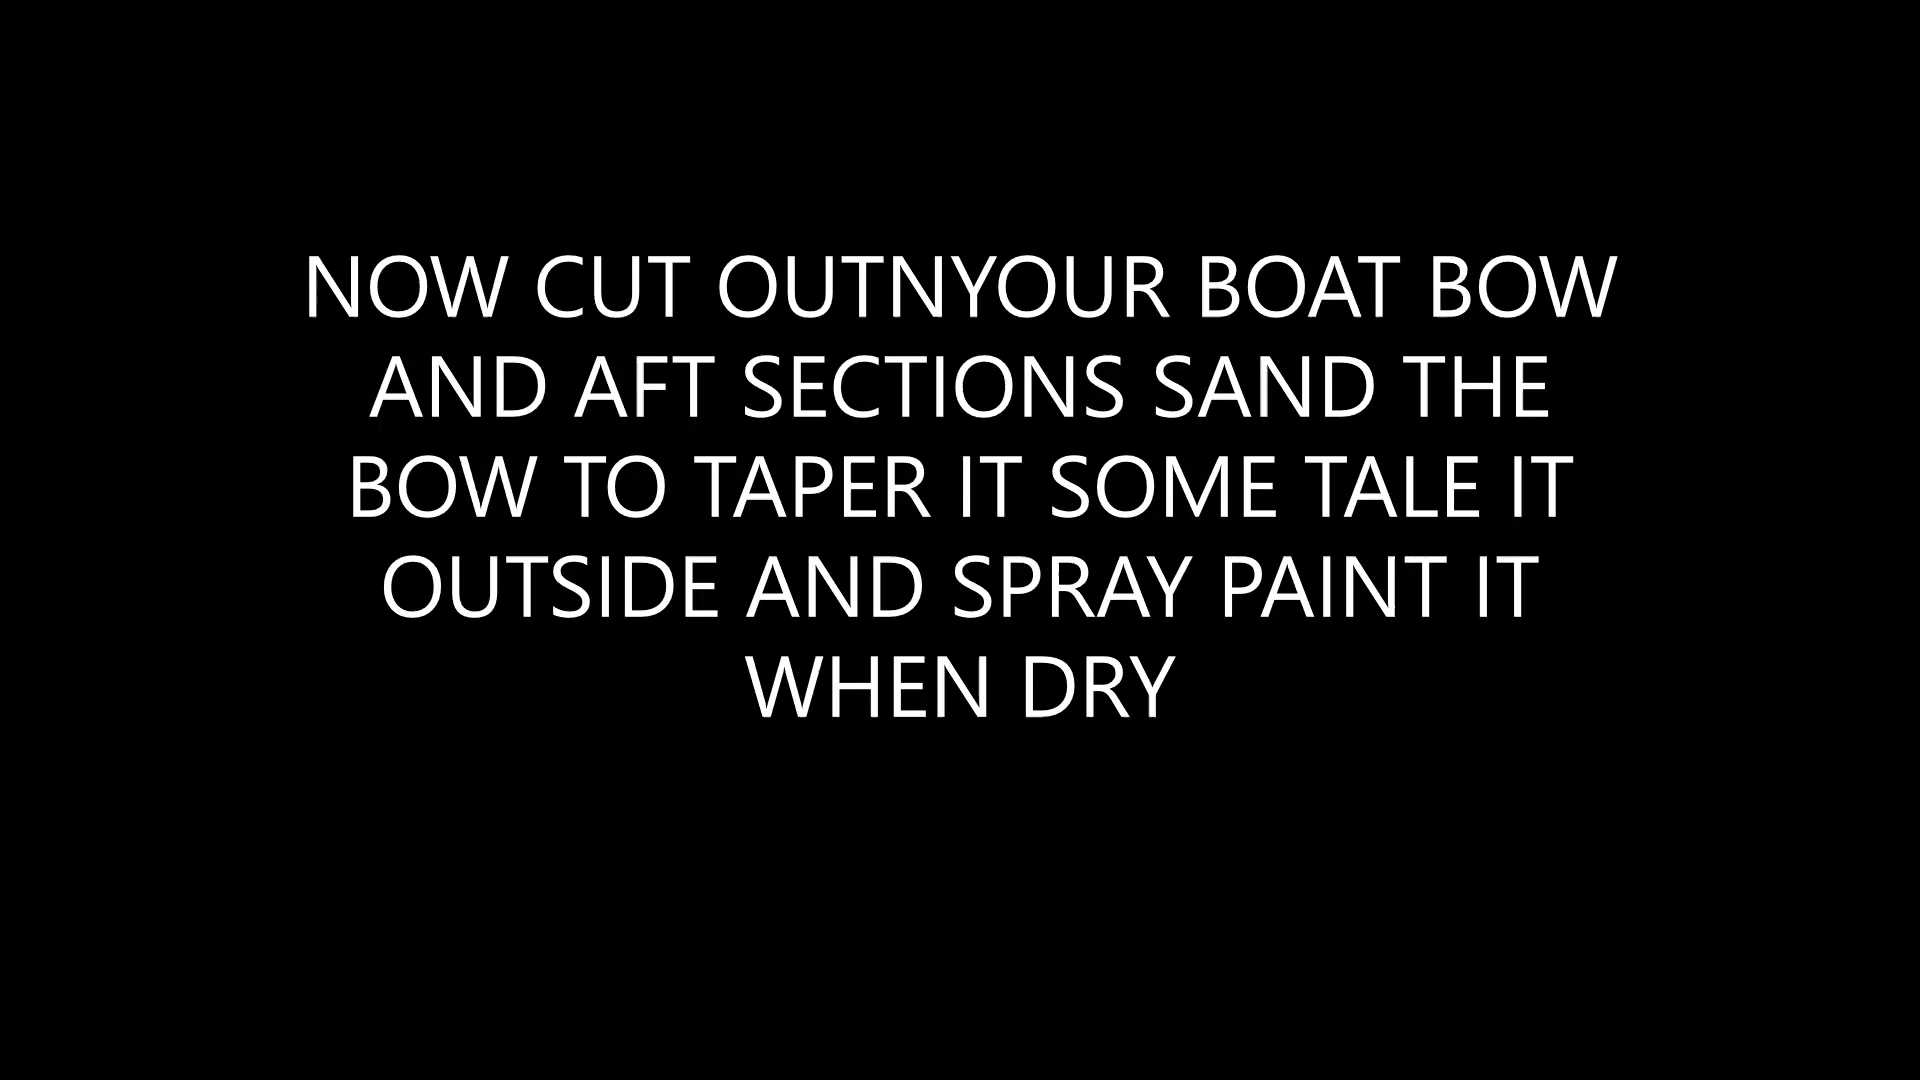 NOW CUT OUTNYOUR BOAT BOW
AND AFT SECTIONS SAND THE
BOW TO TAPER IT SOME TALE IT
OUTSIDE AND SPRAY PAINT IT
WHEN DRY